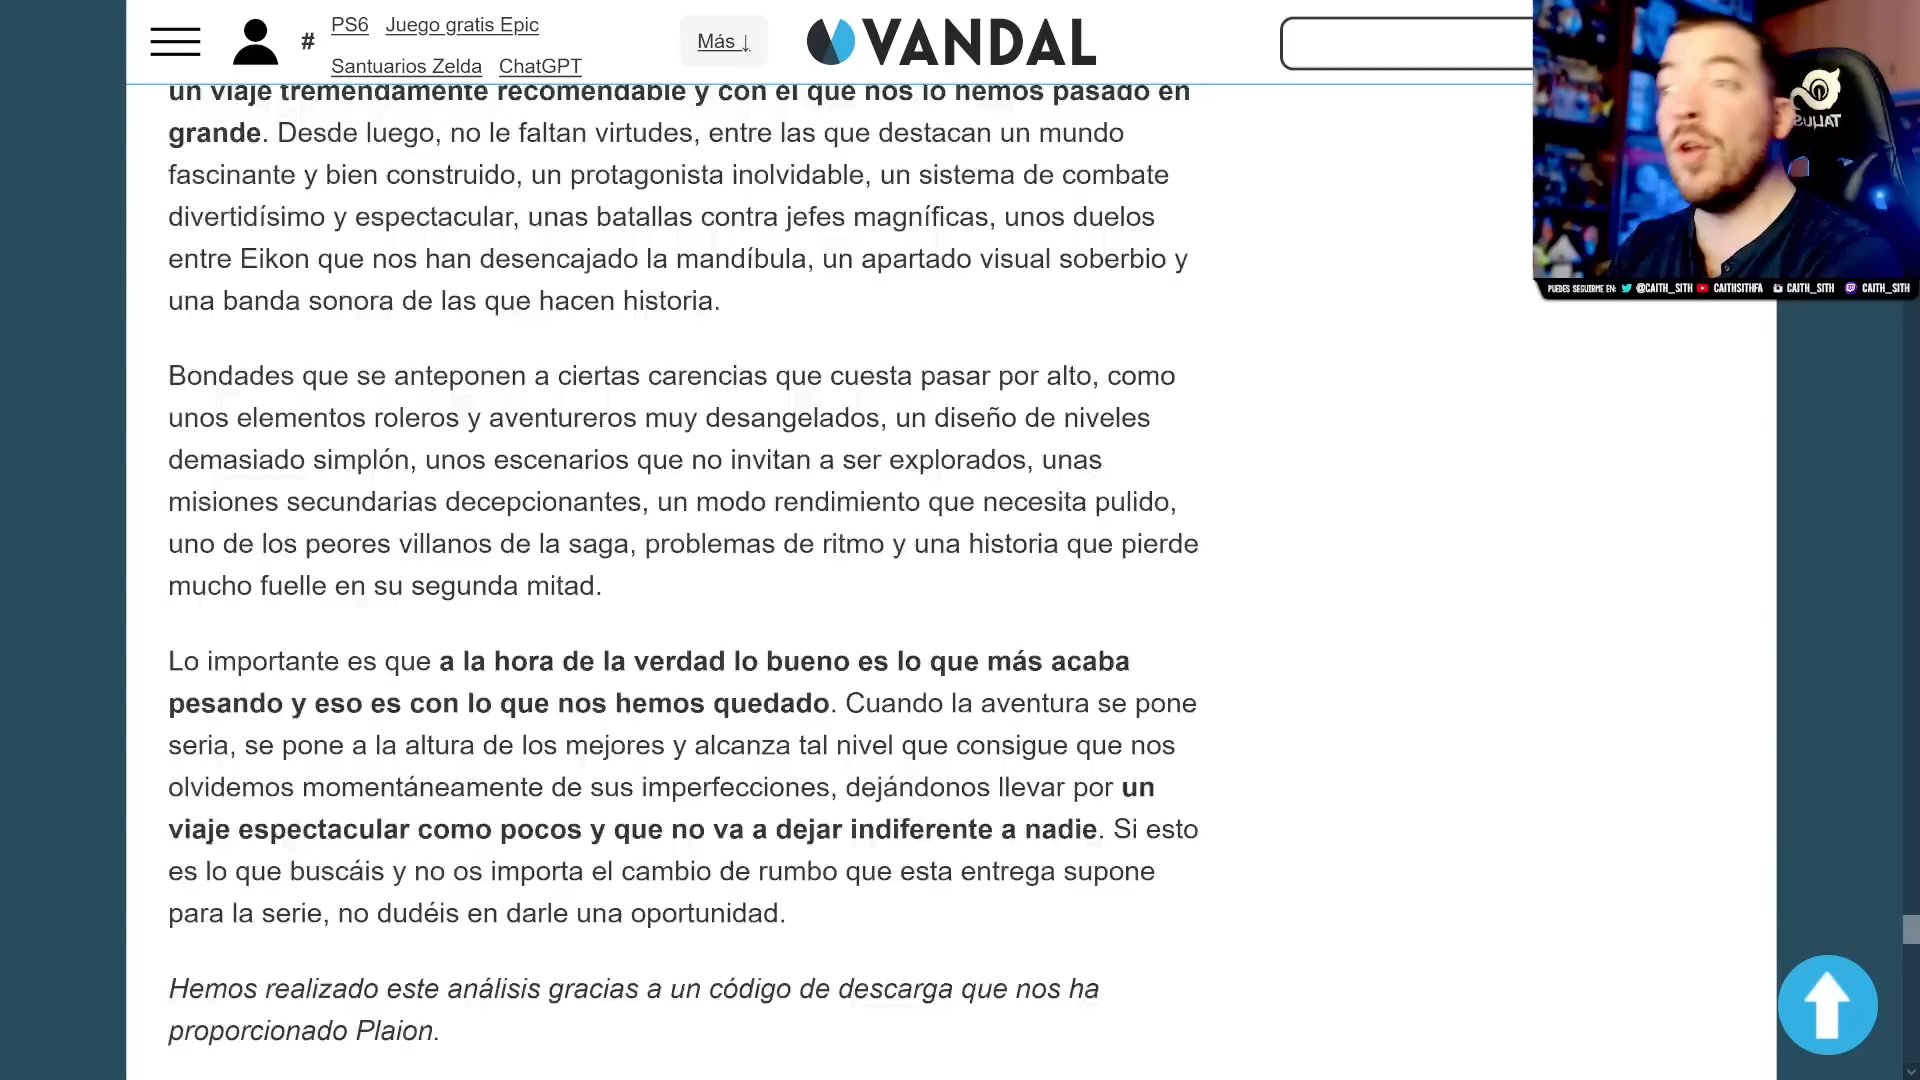 PS6 Juego gratis Epic
#
Santuarios Zelda ChatGPT
Más ↓
VANDAL
un viaje tremendamente recomendable y con el que nos lo hemos pasado en
grande. Desde luego, no le faltan virtudes, entre las que destacan un mundo
fascinante y bien construido, un protagonista inolvidable, un sistema de combate
divertidísimo y espectacular, unas batallas contra jefes magníficas, unos duelos
entre Eikon que nos han desencajado la mandíbula, un apartado visual soberbio y
una banda sonora de las que hacen historia.
Bondades que se anteponen a ciertas carencias que cuesta pasar por alto, como
unos elementos roleros y aventureros muy desangelados, un diseño de niveles
demasiado simplón, unos escenarios que no invitan a ser explorados, unas
misiones secundarias decepcionantes, un modo rendimiento que necesita pulido,
uno de los peores villanos de la saga, problemas de ritmo y una historia que pierde
mucho fuelle en su segunda mitad.
Lo importante es que a la hora de la verdad lo bueno es lo que más acaba
pesando y eso es con lo que nos hemos quedado. Cuando la aventura se pone
seria, se pone a la altura de los mejores y alcanza tal nivel que consigue que nos
olvidemos momentáneamente de sus imperfecciones, dejándonos llevar por un
viaje espectacular como pocos y que no va a dejar indiferente a nadie. Si esto
es lo que buscáis y no os importa el cambio de rumbo que esta entrega supone
para la serie, no dudéis en darle una oportunidad.
Hemos realizado este análisis gracias a un código de descarga que nos ha
proporcionado Plaion.
TALIUS
PUEDES SEGUIRME EN: @CAITH_SITH CAITHSITHFA CAITH_SITH CAITH_SITH